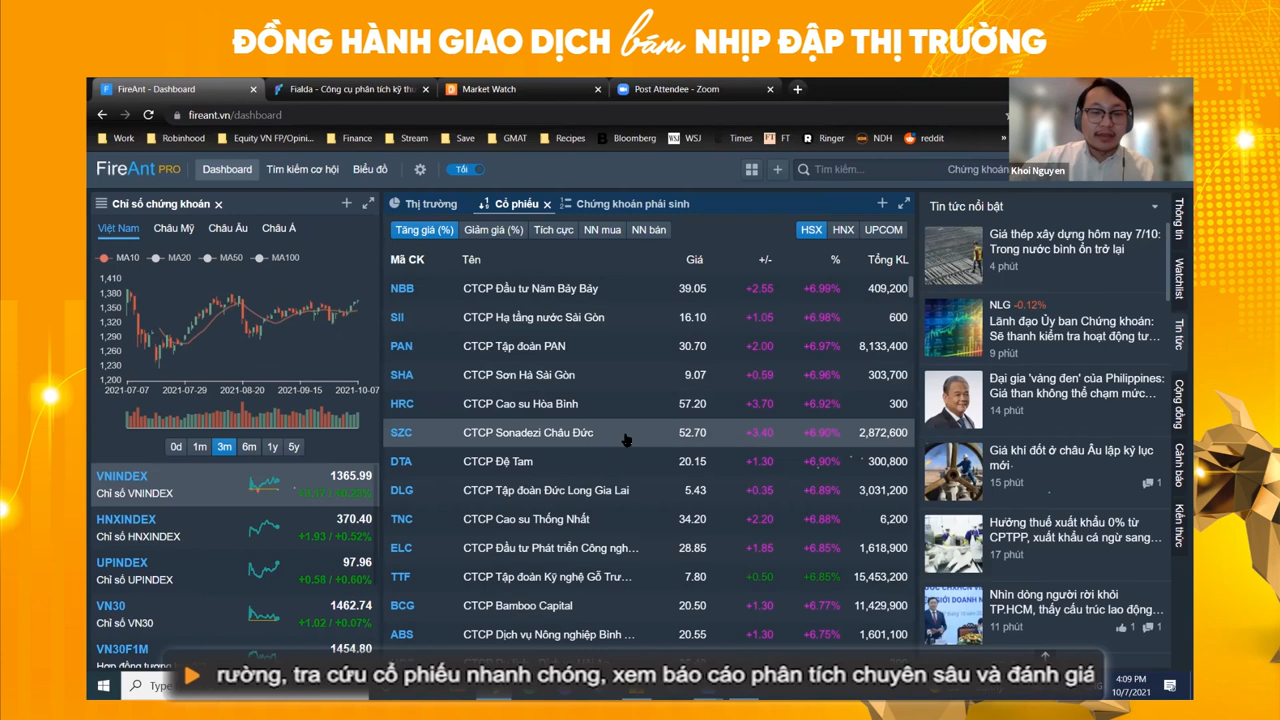 ĐỒNG HÀNH GIAO DỊCH bám NHỊP ĐẬP THỊ TRƯỜNG
FireAnt - Dashboard
Fialda - Công cụ phân tích kỹ thu
Market Watch
Post Attendee - Zoom
fireant.vn/dashboard
Work
Robinhood
Equity VN FP/Opini...
Finance
Stream
Save
GMAT
Recipes
Bloomberg
WSJ
Times
FT
Ringer
NDH
reddit
Khoi Nguyen
FireAnt PRO
Dashboard
Tìm kiếm cơ hội
Biểu đồ
Tối
Tìm kiếm...
Chứng khoán
Chỉ số chứng khoán
Việt Nam
Châu Mỹ
Châu Âu
Châu Á
MA10
MA20
MA50
MA100
1,410
1,380
1,350
1,320
1,290
1,260
1,230
1,200
2021-07-07
2021-07-29
2021-08-20
2021-09-15
2021-10-07
0d
1m
3m
6m
1y
5y
VNINDEX 1365.99
Chỉ số VNINDEX
HNXINDEX 370.40
Chỉ số HNXINDEX +1.93 / +0.52%
UPINDEX 97.96
Chỉ số UPINDEX +0.58 / +0.60%
VN30 1462.74
Chỉ số VN30 +1.02 / +0.07%
VN30F1M 1454.80
Thị trường
Cổ phiếu
Chứng khoán phái sinh
Tăng giá (%)
Giảm giá (%)
Tích cực
NN mua
NN bán
HSX
HNX
UPCOM
Mã CK Tên Giá +/- % Tổng KL
NBB CTCP Đầu tư Năm Bảy Bảy 39.05 +2.55 +6.99% 409,200
SII CTCP Hạ tầng nước Sài Gòn 16.10 +1.05 +6.98% 600
PAN CTCP Tập đoàn PAN 30.70 +2.00 +6.97% 8,133,400
SHA CTCP Sơn Hà Sài Gòn 9.07 +0.59 +6.96% 303,700
HRC CTCP Cao su Hòa Bình 57.20 +3.70 +6.92% 300
SZC CTCP Sonadezi Châu Đức 52.70 +3.40 +6.90% 2,872,600
DTA CTCP Đệ Tam 20.15 +1.30 +6.90% 300,800
DLG CTCP Tập đoàn Đức Long Gia Lai 5.43 +0.35 +6.89% 3,031,200
TNC CTCP Cao su Thống Nhất 34.20 +2.20 +6.88% 6,200
ELC CTCP Đầu tư Phát triển Công ngh... 28.85 +1.85 +6.85% 1,618,900
TTF CTCP Tập đoàn Kỹ nghệ Gỗ Trư... 7.80 +0.50 +6.85% 15,453,200
BCG CTCP Bamboo Capital 20.50 +1.30 +6.77% 11,429,900
ABS CTCP Dịch vụ Nông nghiệp Bình ... 20.55 +1.30 +6.75% 1,601,100
Tin tức nổi bật
Giá thép xây dựng hôm nay 7/10:
Trong nước bình ổn trở lại
4 phút
NLG -0.12%
Lãnh đạo Ủy ban Chứng khoán:
Sẽ thanh kiểm tra hoạt động tư...
9 phút
Đại gia 'vàng đen' của Philippines:
Giá than không thể chạm mức...
14 phút
Giá khí đốt ở châu Âu lập kỷ lục
mới
15 phút
1
Hưởng thuế xuất khẩu 0% từ
CPTPP, xuất khẩu cá ngừ sang...
17 phút
Nhìn dòng người rời khỏi
TP.HCM, thấy cấu trúc lao động...
11 phút
1
1
Thông tin
Watchlist
Tin tức
Cộng đồng
Cảnh báo
Kiến thức
Type
rường, tra cứu cổ phiếu nhanh chóng, xem báo cáo phân tích chuyên sâu và đánh giá
4:09 PM
10/7/2021